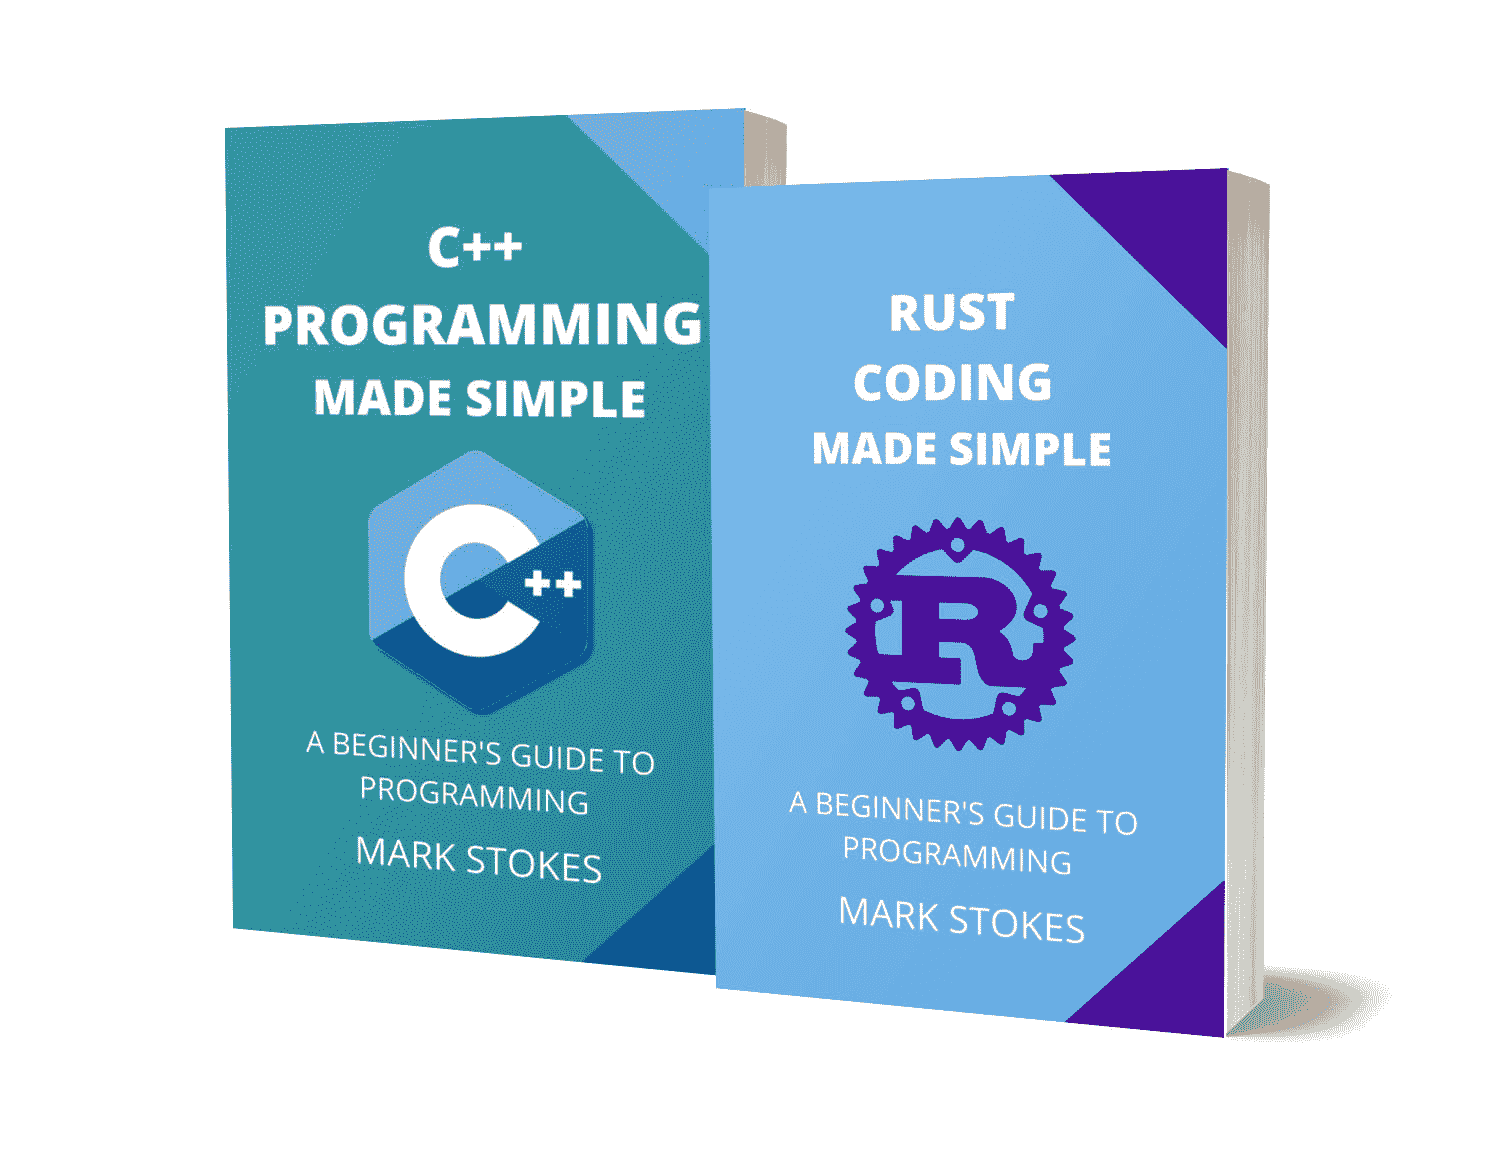 C++
PROGRAMMING
MADE SIMPLE
C++
A BEGINNER'S GUIDE TO
PROGRAMMING
MARK STOKES
RUST
CODING
MADE SIMPLE
R
A BEGINNER'S GUIDE TO
PROGRAMMING
MARK STOKES